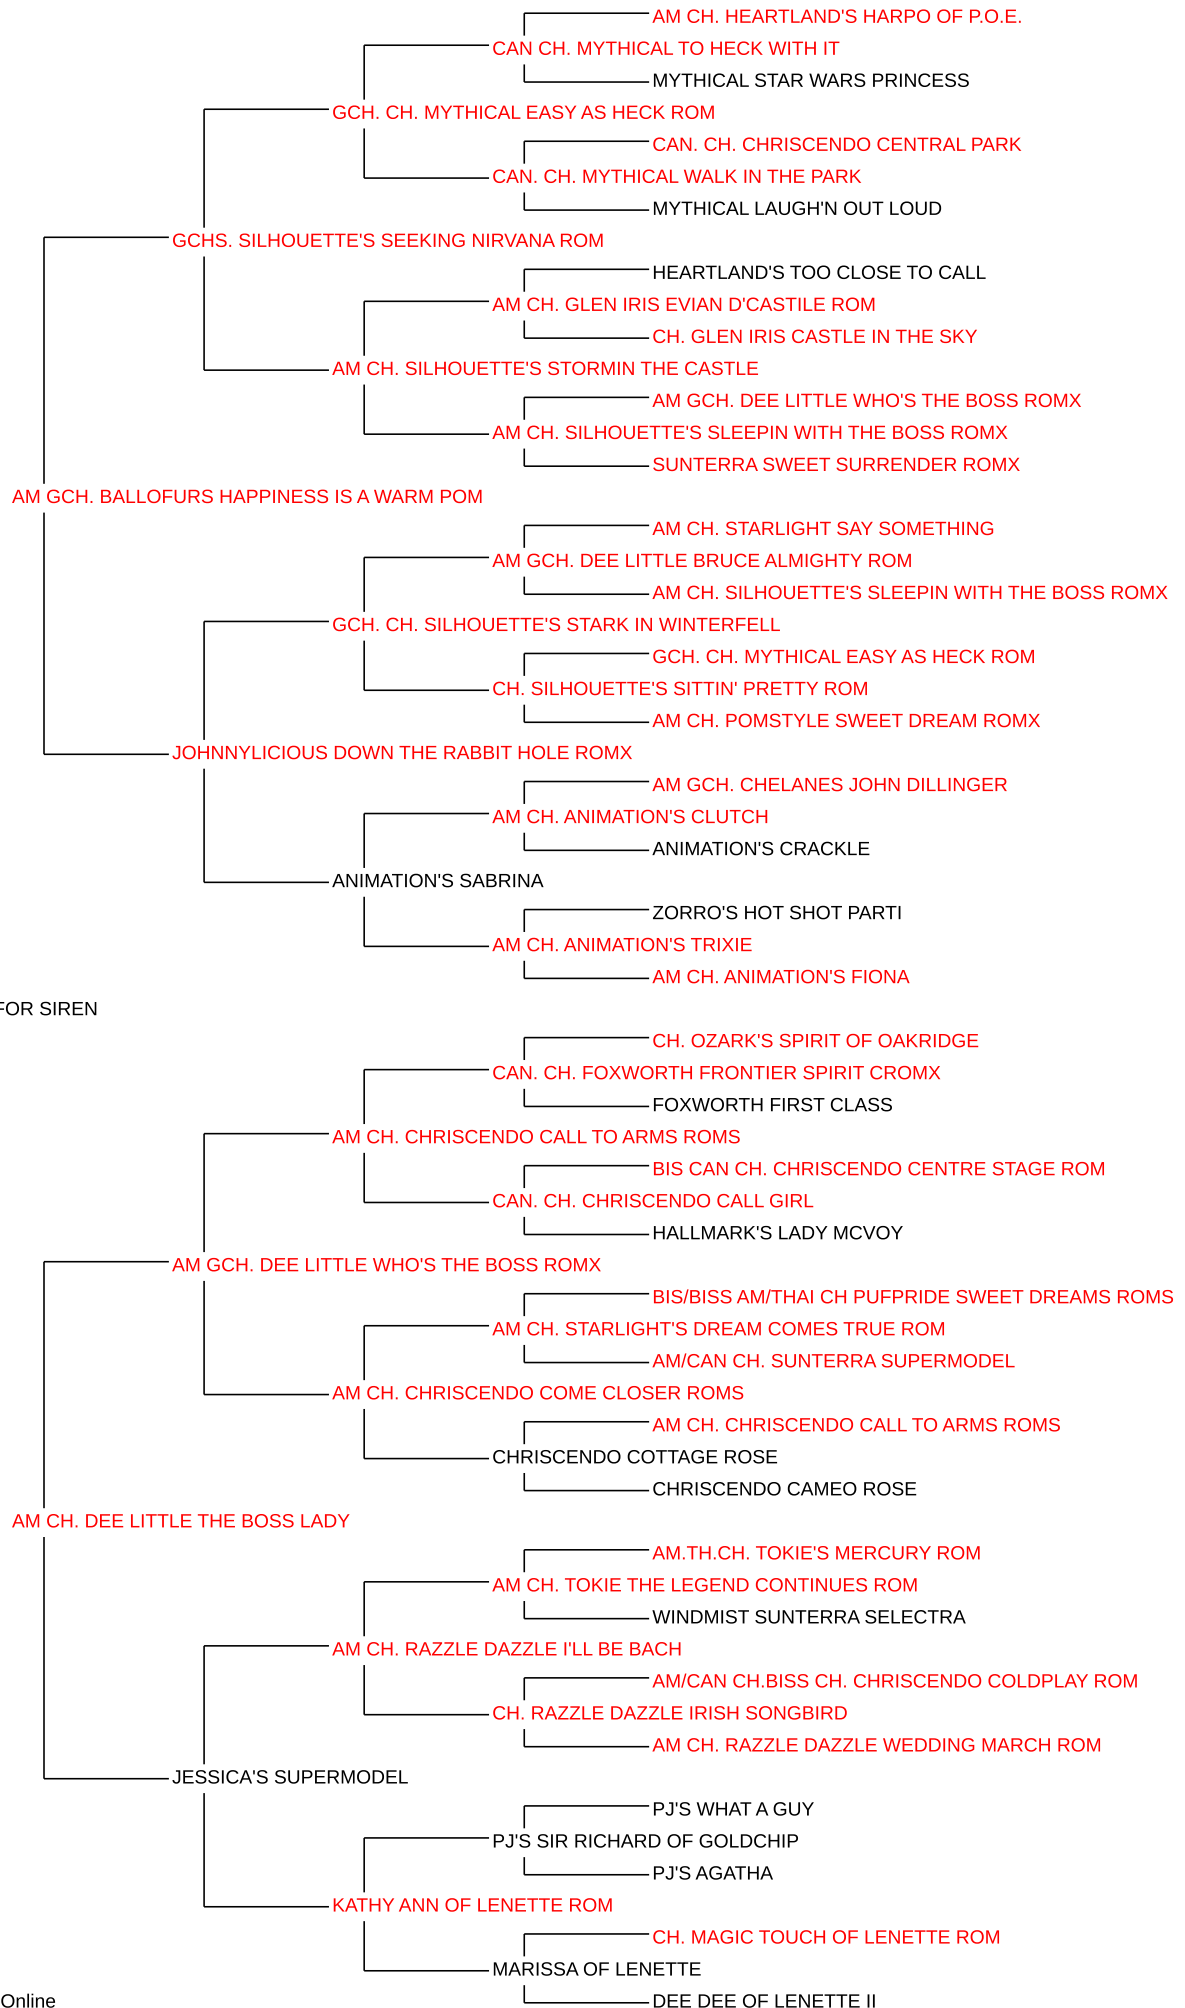 AM CH. HEARTLAND'S HARPO OF P.O.E.
CAN CH. MYTHICAL TO HECK WITH IT
MYTHICAL STAR WARS PRINCESS
GCH. CH. MYTHICAL EASY AS HECK ROM
CAN. CH. CHRISCENDO CENTRAL PARK
CAN. CH. MYTHICAL WALK IN THE PARK
MYTHICAL LAUGH'N OUT LOUD
GCHS. SILHOUETTE'S SEEKING NIRVANA ROM
HEARTLAND'S TOO CLOSE TO CALL
AM CH. GLEN IRIS EVIAN D'CASTILE ROM
CH. GLEN IRIS CASTLE IN THE SKY
AM CH. SILHOUETTE'S STORMIN THE CASTLE
AM GCH. DEE LITTLE WHO'S THE BOSS ROMX
AM CH. SILHOUETTE'S SLEEPIN WITH THE BOSS ROMX
SUNTERRA SWEET SURRENDER ROMX
AM GCH. BALLOFURS HAPPINESS IS A WARM POM
AM CH. STARLIGHT SAY SOMETHING
AM GCH. DEE LITTLE BRUCE ALMIGHTY ROM
AM CH. SILHOUETTE'S SLEEPIN WITH THE BOSS ROMX
GCH. CH. SILHOUETTE'S STARK IN WINTERFELL
GCH. CH. MYTHICAL EASY AS HECK ROM
CH. SILHOUETTE'S SITTIN' PRETTY ROM
AM CH. POMSTYLE SWEET DREAM ROMX
JOHNNYLICIOUS DOWN THE RABBIT HOLE ROMX
AM GCH. CHELANES JOHN DILLINGER
AM CH. ANIMATION'S CLUTCH
ANIMATION'S CRACKLE
ANIMATION'S SABRINA
ZORRO'S HOT SHOT PARTI
AM CH. ANIMATION'S TRIXIE
AM CH. ANIMATION'S FIONA
FOR SIREN
CH. OZARK'S SPIRIT OF OAKRIDGE
CAN. CH. FOXWORTH FRONTIER SPIRIT CROMX
FOXWORTH FIRST CLASS
AM CH. CHRISCENDO CALL TO ARMS ROMS
BIS CAN CH. CHRISCENDO CENTRE STAGE ROM
CAN. CH. CHRISCENDO CALL GIRL
HALLMARK'S LADY MCVOY
AM GCH. DEE LITTLE WHO'S THE BOSS ROMX
BIS/BISS AM/THAI CH PUFPRIDE SWEET DREAMS ROMS
AM CH. STARLIGHT'S DREAM COMES TRUE ROM
AM/CAN CH. SUNTERRA SUPERMODEL
AM CH. CHRISCENDO COME CLOSER ROMS
AM CH. CHRISCENDO CALL TO ARMS ROMS
CHRISCENDO COTTAGE ROSE
CHRISCENDO CAMEO ROSE
AM CH. DEE LITTLE THE BOSS LADY
AM.TH.CH. TOKIE'S MERCURY ROM
AM CH. TOKIE THE LEGEND CONTINUES ROM
WINDMIST SUNTERRA SELECTRA
AM CH. RAZZLE DAZZLE I'LL BE BACH
AM/CAN CH.BISS CH. CHRISCENDO COLDPLAY ROM
CH. RAZZLE DAZZLE IRISH SONGBIRD
AM CH. RAZZLE DAZZLE WEDDING MARCH ROM
JESSICA'S SUPERMODEL
PJ'S WHAT A GUY
PJ'S SIR RICHARD OF GOLDCHIP
PJ'S AGATHA
KATHY ANN OF LENETTE ROM
CH. MAGIC TOUCH OF LENETTE ROM
MARISSA OF LENETTE
DEE DEE OF LENETTE II
Online